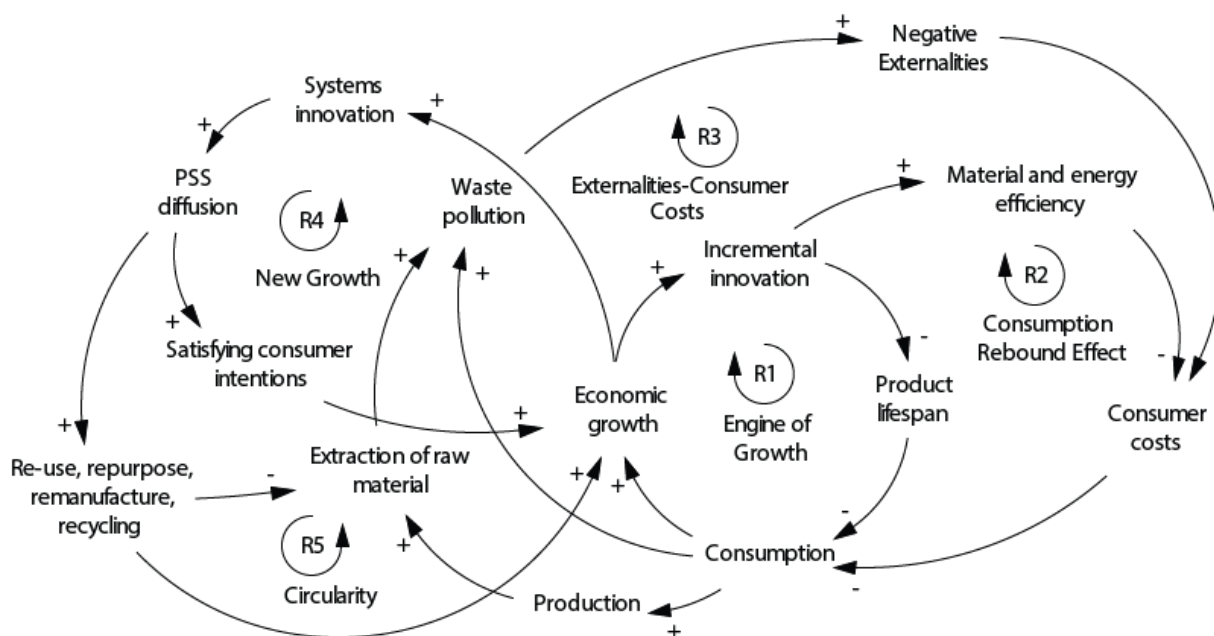 Negative
Externalities
Systems
innovation
R3
PSS
diffusion
Waste
pollution
Externalities-Consumer
Costs
Material and energy
efficiency
R4
New Growth
Incremental
innovation
R2
Consumption
Rebound Effect
Satisfying consumer
intentions
Economic
growth
R1
Engine of
Growth
Product
lifespan
Consumer
costs
Re-use, repurpose,
remanufacture,
recycling
Extraction of raw
material
R5
Circularity
Consumption
Production
+
+
+
+
+
+
+
+
+
-
-
+
+
-
+
+
-
+
-
+